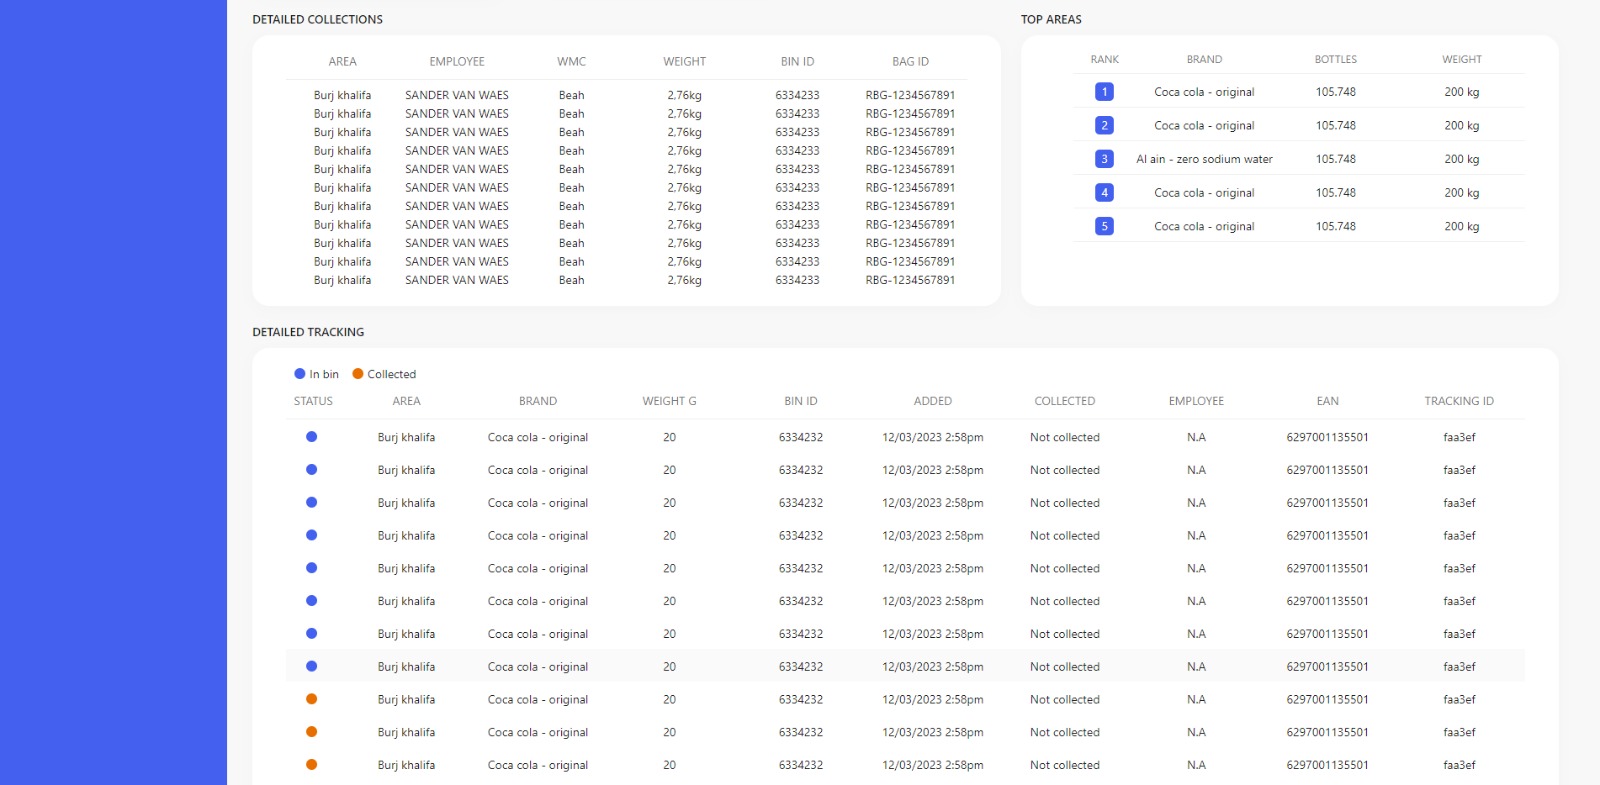 DETAILED COLLECTIONS
AREA EMPLOYEE WMC WEIGHT BIN ID BAG ID
Burj khalifa SANDER VAN WAES Beah 2,76kg 6334233 RBG-1234567891
Burj khalifa SANDER VAN WAES Beah 2,76kg 6334233 RBG-1234567891
Burj khalifa SANDER VAN WAES Beah 2,76kg 6334233 RBG-1234567891
Burj khalifa SANDER VAN WAES Beah 2,76kg 6334233 RBG-1234567891
Burj khalifa SANDER VAN WAES Beah 2,76kg 6334233 RBG-1234567891
Burj khalifa SANDER VAN WAES Beah 2,76kg 6334233 RBG-1234567891
Burj khalifa SANDER VAN WAES Beah 2,76kg 6334233 RBG-1234567891
Burj khalifa SANDER VAN WAES Beah 2,76kg 6334233 RBG-1234567891
Burj khalifa SANDER VAN WAES Beah 2,76kg 6334233 RBG-1234567891
Burj khalifa SANDER VAN WAES Beah 2,76kg 6334233 RBG-1234567891
Burj khalifa SANDER VAN WAES Beah 2,76kg 6334233 RBG-1234567891
TOP AREAS
RANK BRAND BOTTLES WEIGHT
1 Coca cola - original 105.748 200 kg
2 Coca cola - original 105.748 200 kg
3 Al ain - zero sodium water 105.748 200 kg
4 Coca cola - original 105.748 200 kg
5 Coca cola - original 105.748 200 kg
DETAILED TRACKING
In bin Collected
STATUS AREA BRAND WEIGHT G BIN ID ADDED COLLECTED EMPLOYEE EAN TRACKING ID
Burj khalifa Coca cola - original 20 6334232 12/03/2023 2:58pm Not collected N.A 6297001135501 faa3ef
Burj khalifa Coca cola - original 20 6334232 12/03/2023 2:58pm Not collected N.A 6297001135501 faa3ef
Burj khalifa Coca cola - original 20 6334232 12/03/2023 2:58pm Not collected N.A 6297001135501 faa3ef
Burj khalifa Coca cola - original 20 6334232 12/03/2023 2:58pm Not collected N.A 6297001135501 faa3ef
Burj khalifa Coca cola - original 20 6334232 12/03/2023 2:58pm Not collected N.A 6297001135501 faa3ef
Burj khalifa Coca cola - original 20 6334232 12/03/2023 2:58pm Not collected N.A 6297001135501 faa3ef
Burj khalifa Coca cola - original 20 6334232 12/03/2023 2:58pm Not collected N.A 6297001135501 faa3ef
Burj khalifa Coca cola - original 20 6334232 12/03/2023 2:58pm Not collected N.A 6297001135501 faa3ef
Burj khalifa Coca cola - original 20 6334232 12/03/2023 2:58pm Not collected N.A 6297001135501 faa3ef
Burj khalifa Coca cola - original 20 6334232 12/03/2023 2:58pm Not collected N.A 6297001135501 faa3ef
Burj khalifa Coca cola - original 20 6334232 12/03/2023 2:58pm Not collected N.A 6297001135501 faa3ef